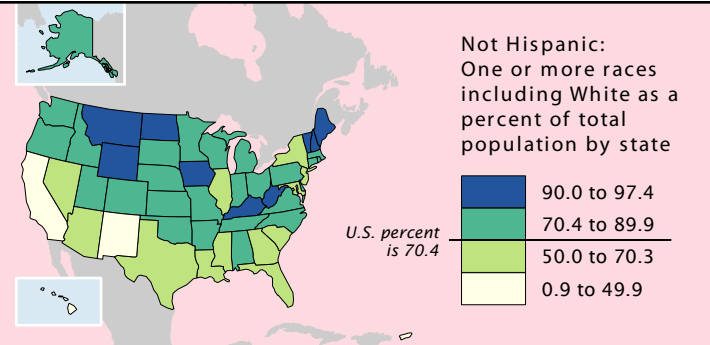 Not Hispanic:
One or more races
including White as a
percent of total
population by state
90.0 to 97.4
70.4 to 89.9
U.S. percent
is 70.4
50.0 to 70.3
0.9 to 49.9